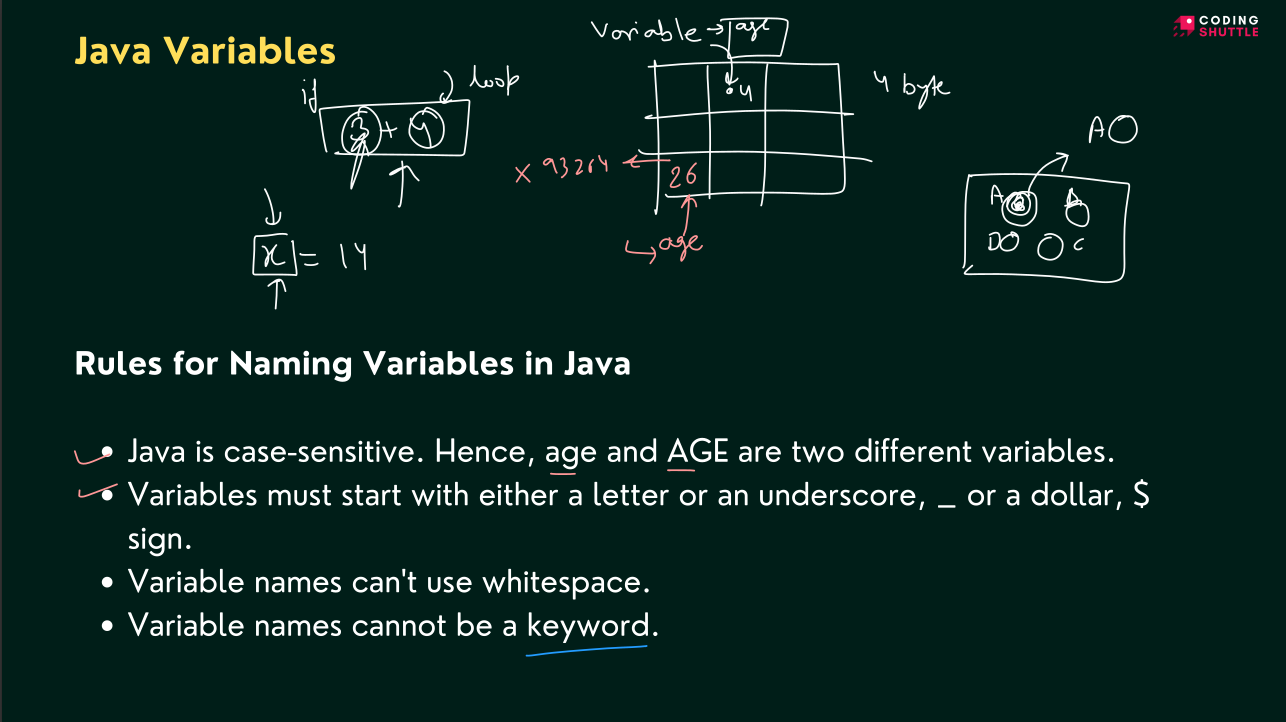 CODING
SHUTTLE
Java Variables
Variable → age
if
loop
4
4 byte
3 + 4
A
x 93264
26
A
age
D
C
x = 14
Rules for Naming Variables in Java
• Java is case-sensitive. Hence, age and AGE are two different variables.
• Variables must start with either a letter or an underscore, _ or a dollar, $
sign.
• Variable names can't use whitespace.
• Variable names cannot be a keyword.